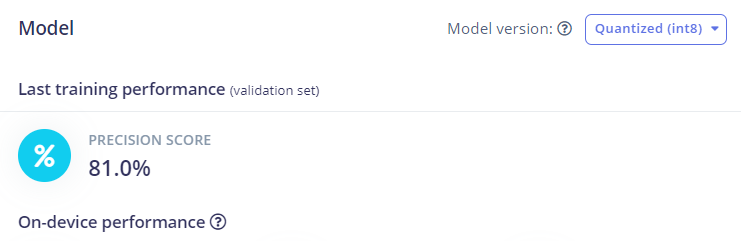 Model
Model version: Quantized (int8)
Last training performance (validation set)
%
PRECISION SCORE
81.0%
On-device performance